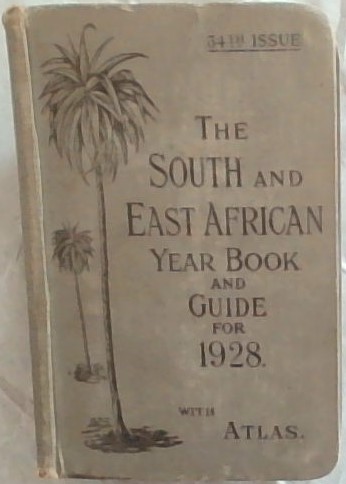 34TH ISSUE
THE
SOUTH AND
EAST AFRICAN
YEAR BOOK
AND
GUIDE
FOR
1928.
WITH
ATLAS.